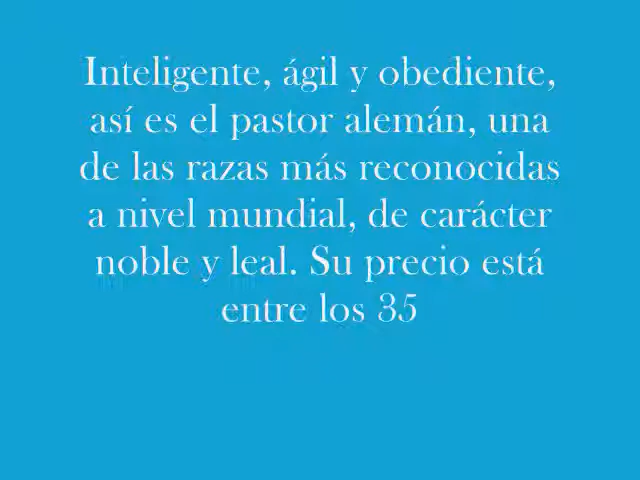 Inteligente, ágil y obediente,
así es el pastor alemán, una
de las razas más reconocidas
a nivel mundial, de carácter
noble y leal. Su precio está
entre los 35